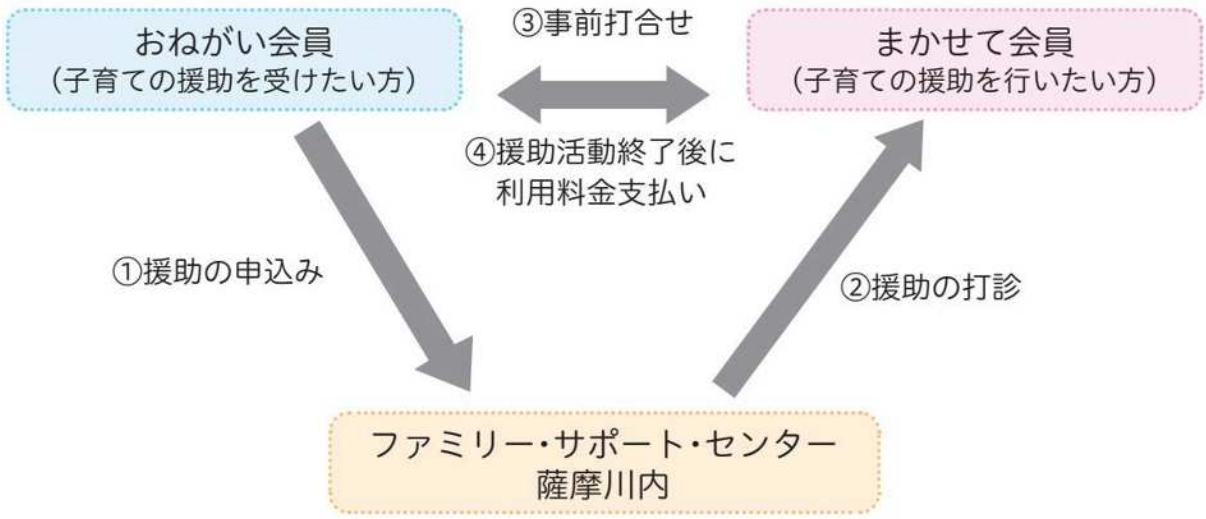 おねがい会員
（子育ての援助を受けたい方）
③事前打合せ
まかせて会員
（子育ての援助を行いたい方）
④援助活動終了後に
利用料金支払い
①援助の申込み
②援助の打診
ファミリー・サポート・センター
薩摩川内